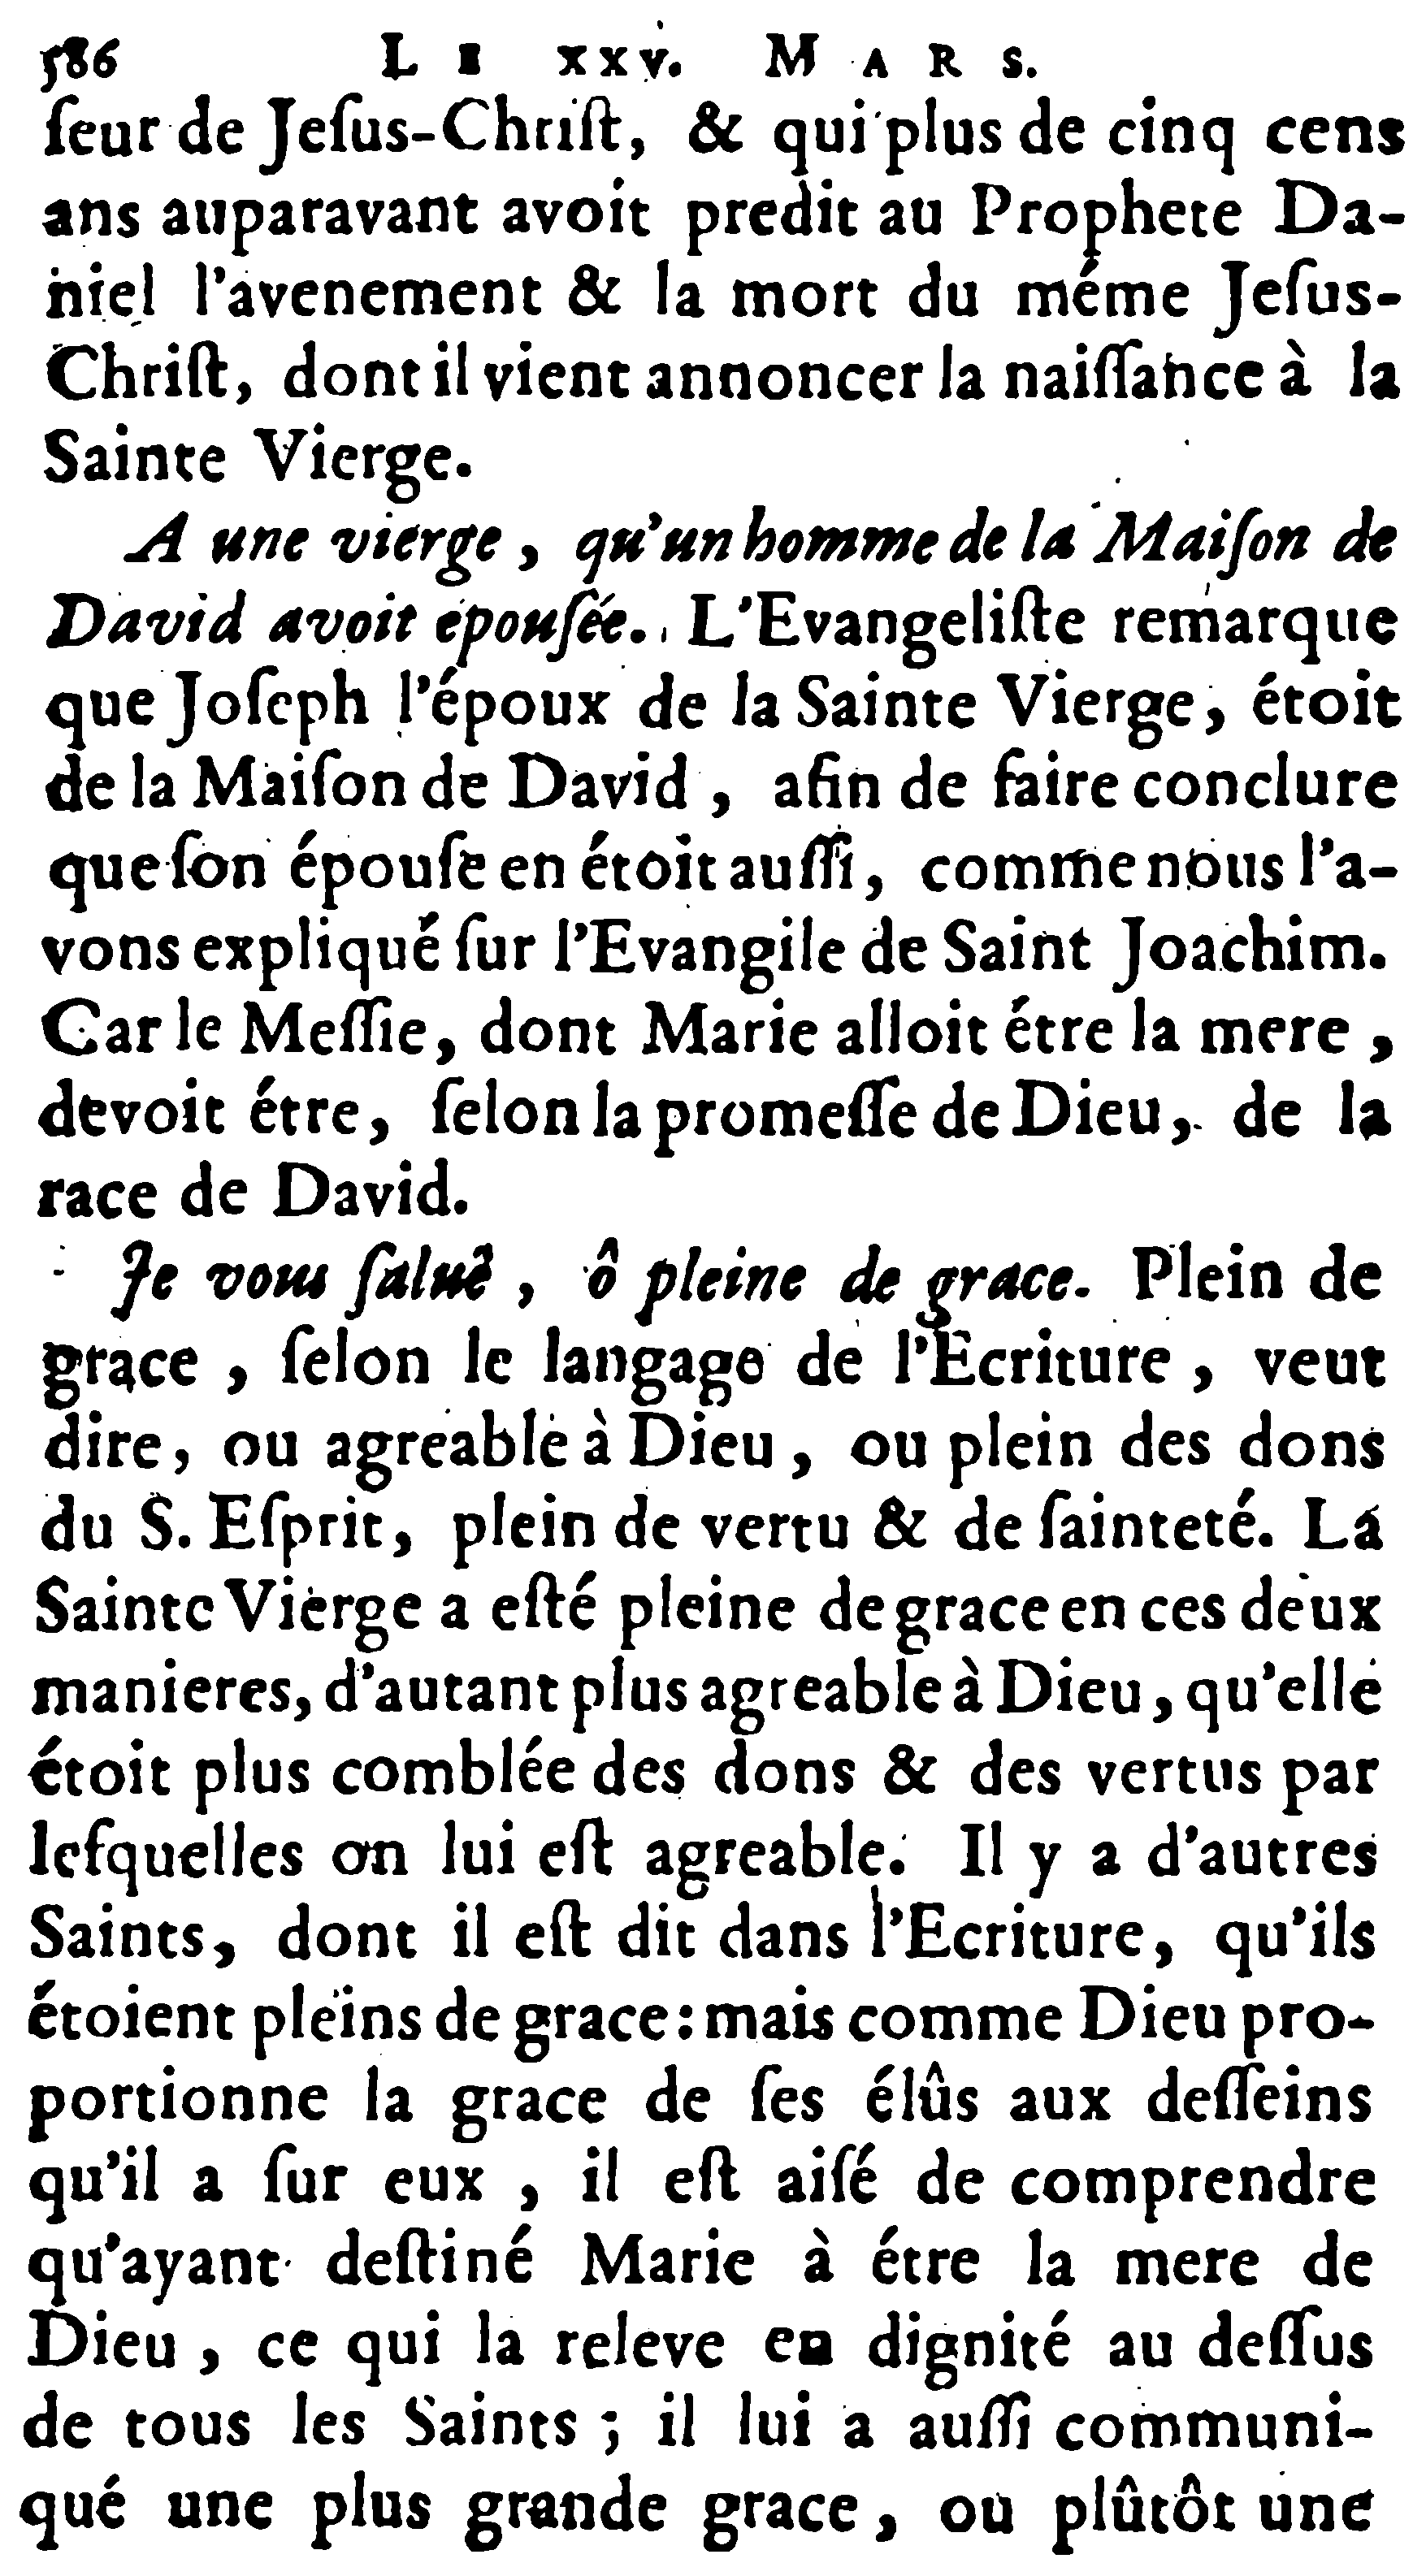 586 LE XXV. MARS.
ſeur de Jeſus-Chriſt, & qui plus de cinq cens
ans auparavant avoit predit au Prophete Da-
niel l'avenement & la mort du méme Jeſus-
Chriſt, dont il vient annoncer la naiſſance à la
Sainte Vierge.
A une vierge, qu'un homme de la Maiſon de
David avoit épouſée. L'Evangeliſte remarque
que Joſeph l'époux de la Sainte Vierge, étoit
de la Maiſon de David, afin de faire conclure
que ſon épouſe en étoit auſſi, comme nous l'a-
vons expliqué ſur l'Evangile de Saint Joachim.
Car le Meſſie, dont Marie alloit étre la mere,
devoit étre, ſelon la promeſſe de Dieu, de la
race de David.
Je vous ſaluë, ô pleine de grace. Plein de
grace, ſelon le langage de l'Ecriture, veut
dire, ou agreable à Dieu, ou plein des dons
du S. Eſprit, plein de vertu & de ſainteté. La
Sainte Vierge a eſté pleine de grace en ces deux
manieres, d'autant plus agreable à Dieu, qu'elle
étoit plus comblée des dons & des vertus par
leſquelles on lui eſt agreable. Il y a d'autres
Saints, dont il eſt dit dans l'Ecriture, qu'ils
étoient pleins de grace: mais comme Dieu pro-
portionne la grace de ſes élûs aux deſſeins
qu'il a ſur eux, il eſt aiſé de comprendre
qu'ayant deſtiné Marie à étre la mere de
Dieu, ce qui la releve en dignité au deſſus
de tous les Saints; il lui a auſſi communi-
qué une plus grande grace, ou plûtôt une